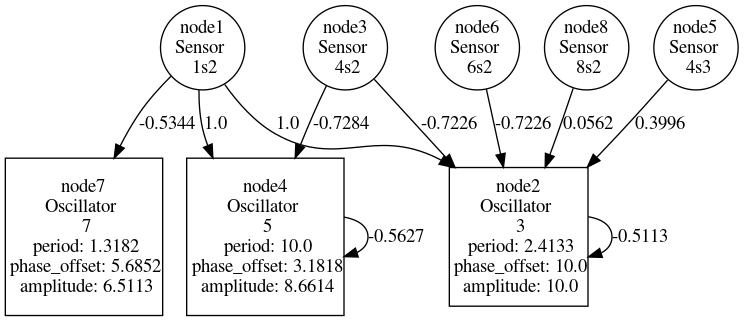 node1
Sensor
1s2
node3
Sensor
4s2
node6
Sensor
6s2
node8
Sensor
8s2
node5
Sensor
4s3
-0.5344
1.0
1.0
-0.7284
-0.7226
-0.7226
0.0562
0.3996
node7
Oscillator
7
period: 1.3182
phase_offset: 5.6852
amplitude: 6.5113
node4
Oscillator
5
period: 10.0
phase_offset: 3.1818
amplitude: 8.6614
-0.5627
node2
Oscillator
3
period: 2.4133
phase_offset: 10.0
amplitude: 10.0
-0.5113